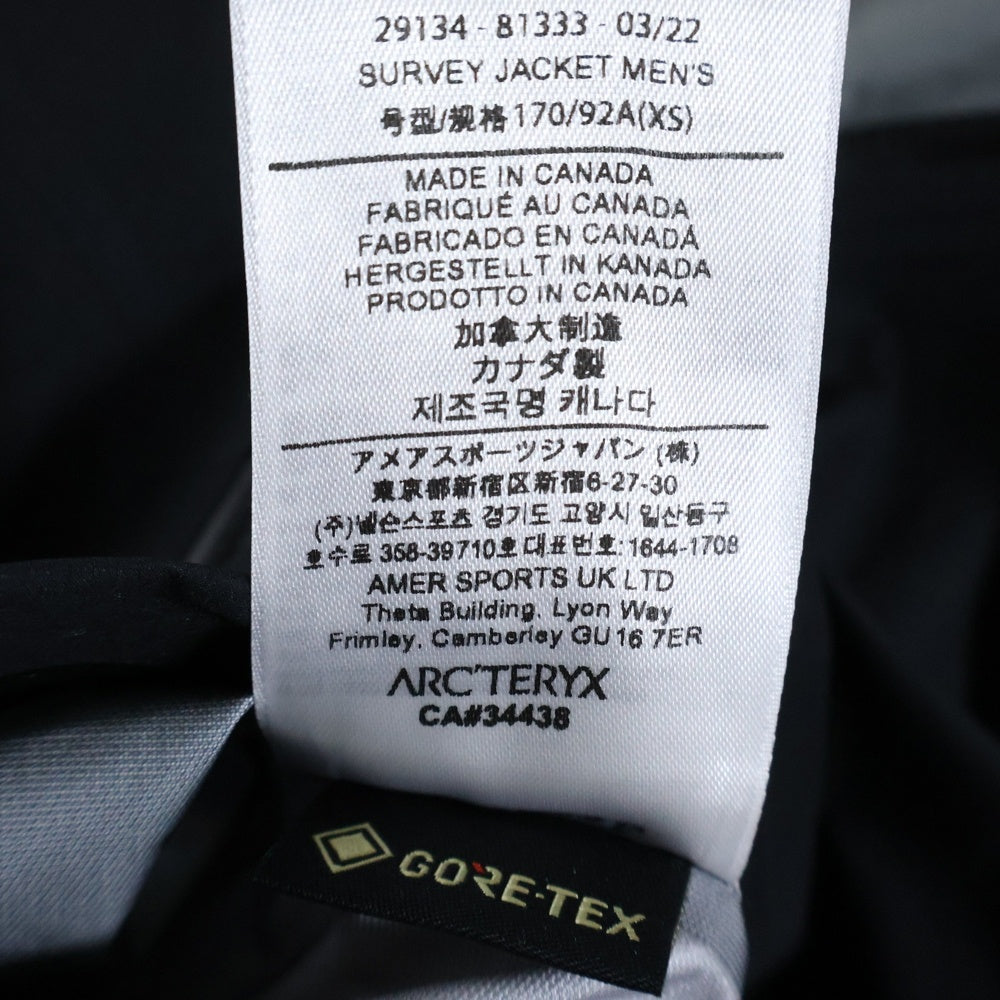 29134 - 81333 - 03/22
SURVEY JACKET MEN'S
号型/规格 170/92A(XS)
MADE IN CANADA
FABRIQUÉ AU CANADA
FABRICADO EN CANADÁ
HERGESTELLT IN KANADA
PRODOTTO IN CANADA
加拿大制造
カナダ製
제조국명 캐나다
アメアスポーツジャパン (株)
東京都新宿区新宿6-27-30
(주)넬슨스포츠 경기도 고양시 일산동구
호수로 358-39710호 대표번호: 1644-1708
AMER SPORTS UK LTD
Theta Building, Lyon Way
Frimley, Camberley GU16 7ER
ARC'TERYX
CA#34438
GORE-TEX